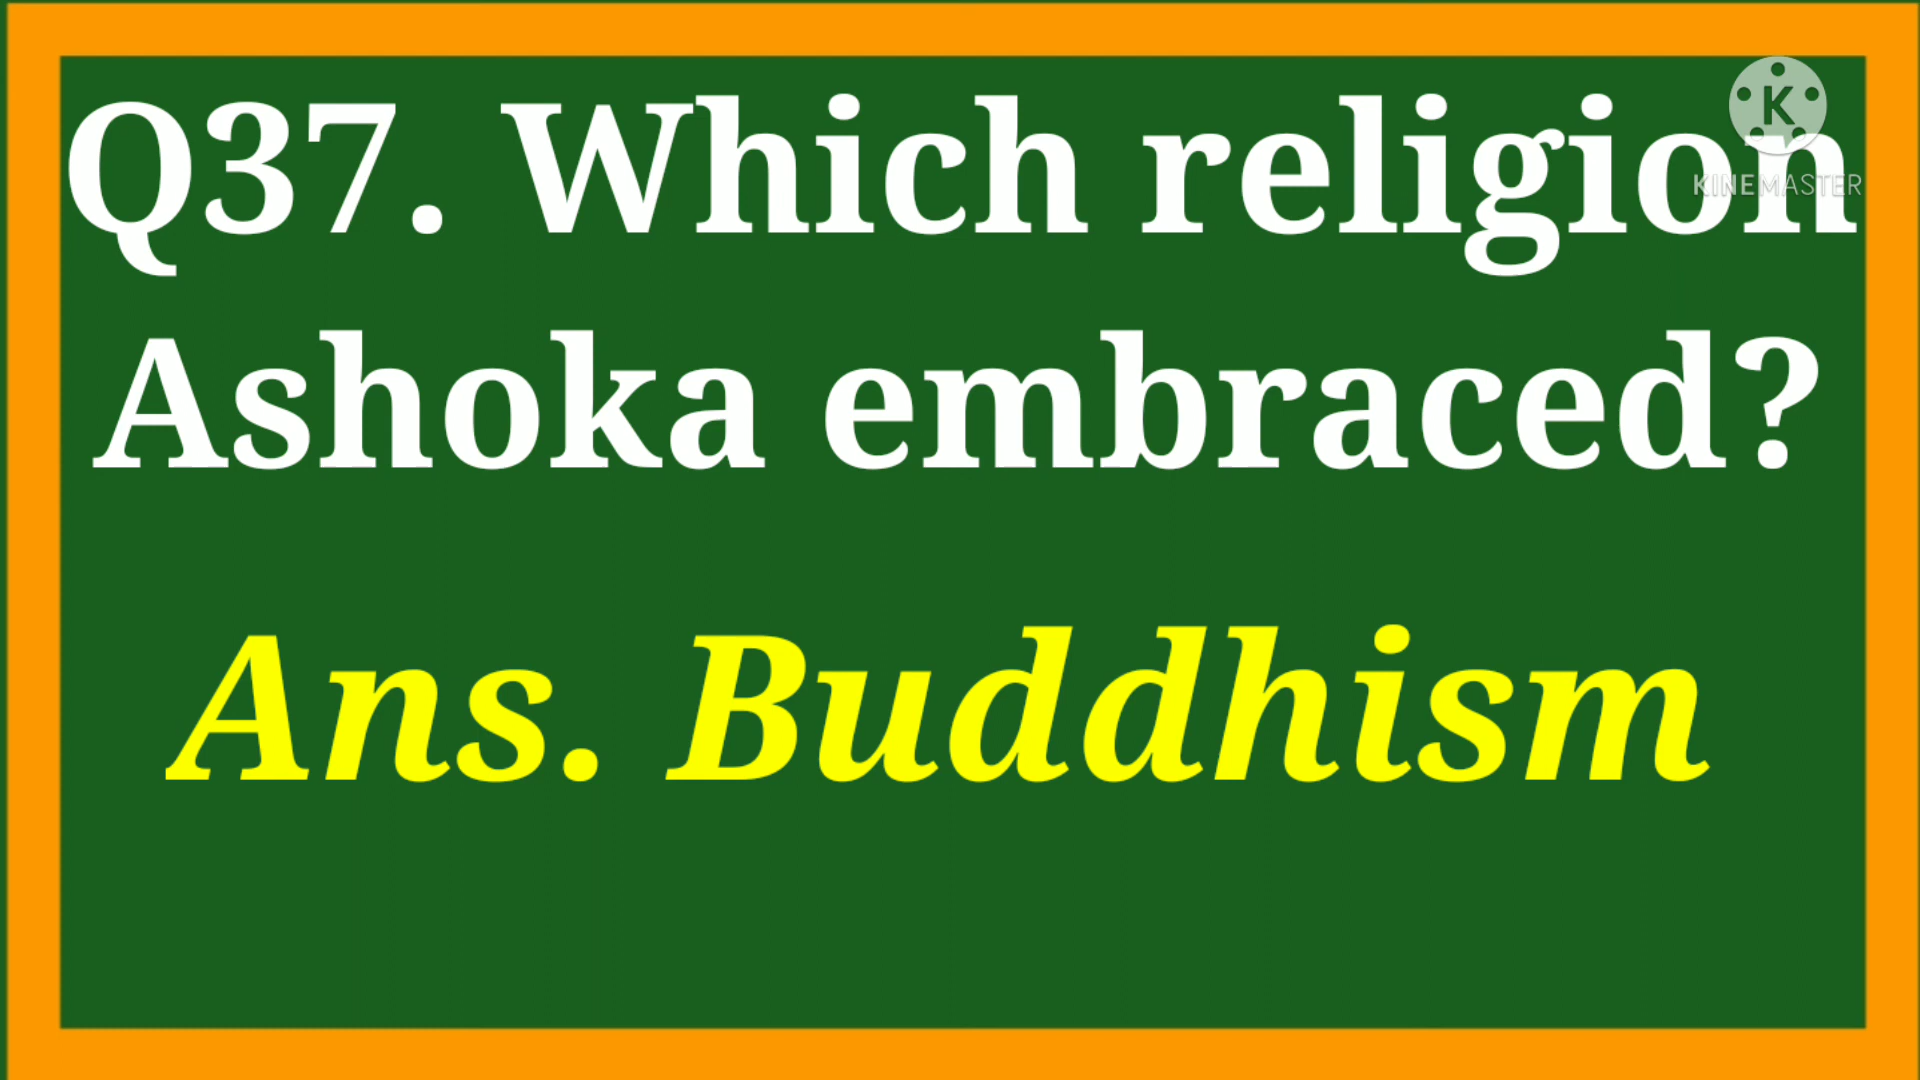 Q37. Which religion
K
KINEMASTER
Ashoka embraced?
Ans. Buddhism